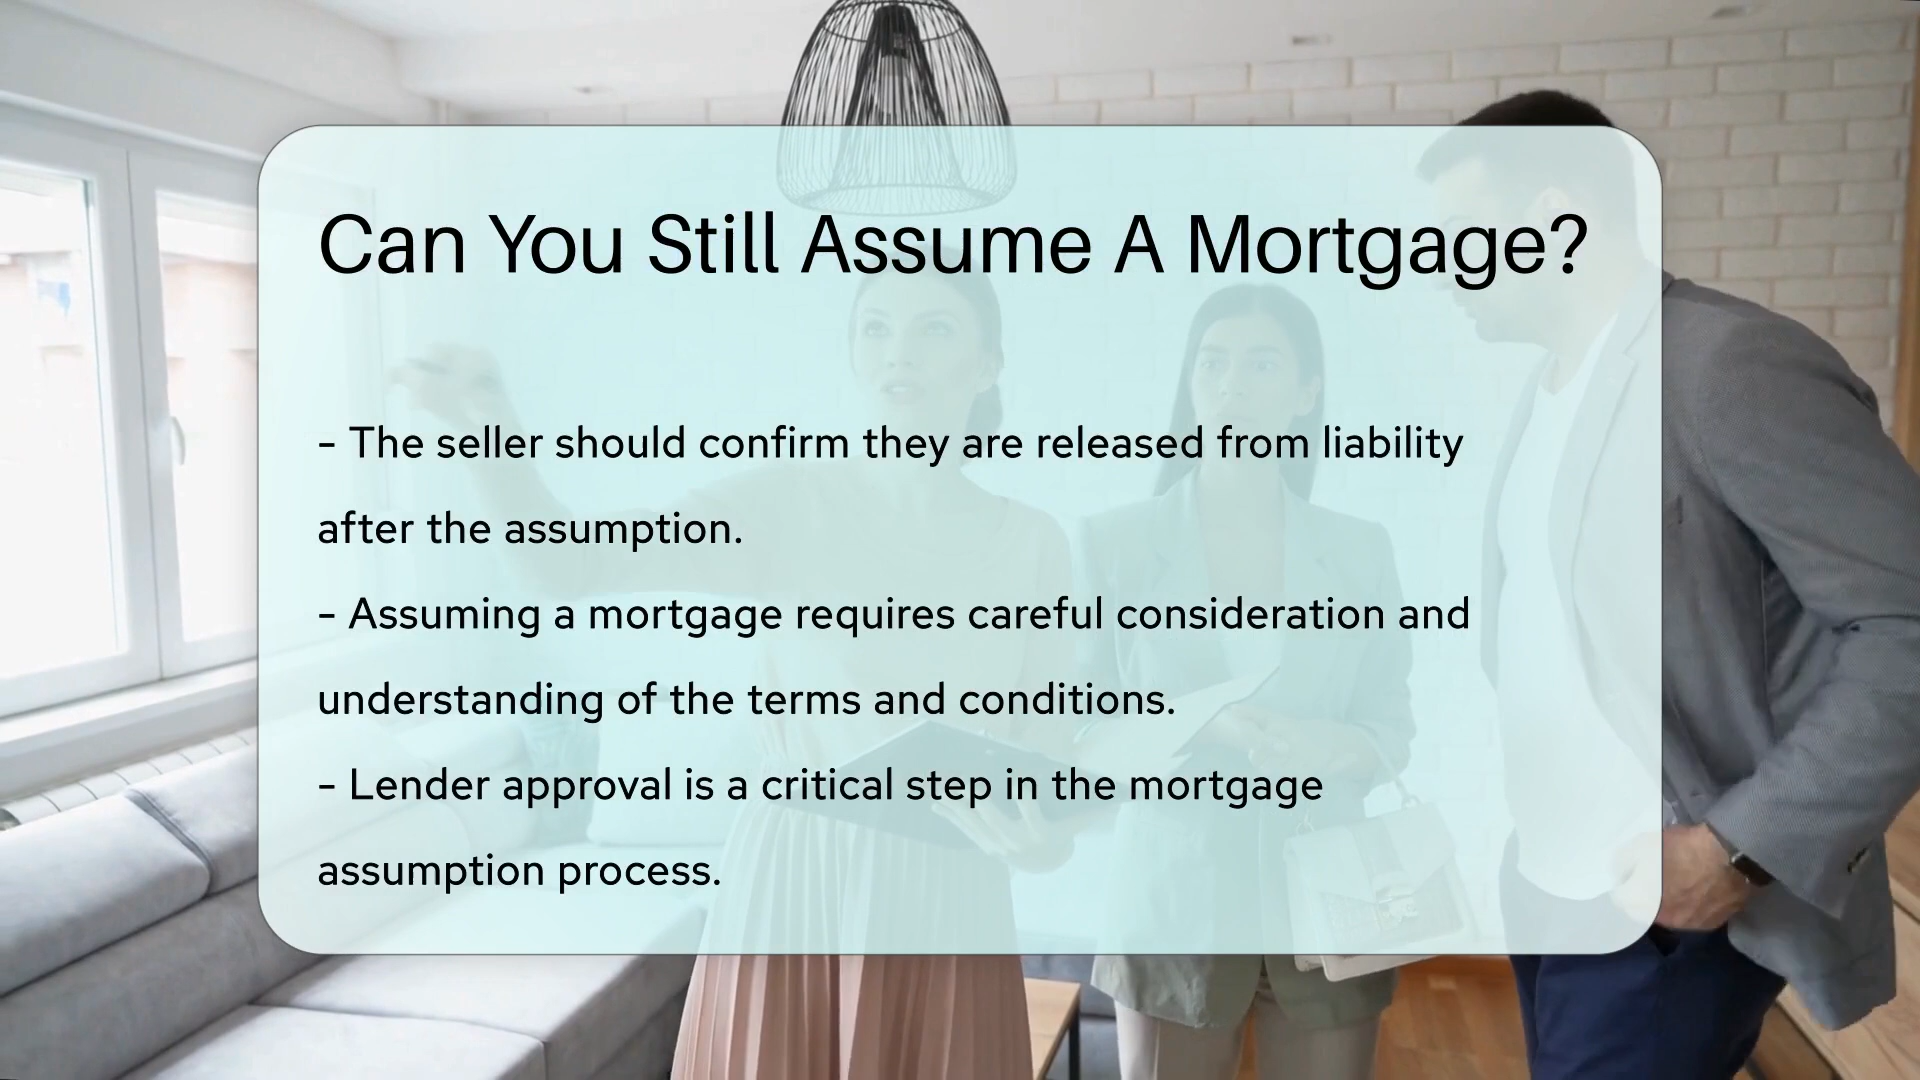 Can You Still Assume A Mortgage?
- The seller should confirm they are released from liability
after the assumption.
- Assuming a mortgage requires careful consideration and
understanding of the terms and conditions.
- Lender approval is a critical step in the mortgage
assumption process.